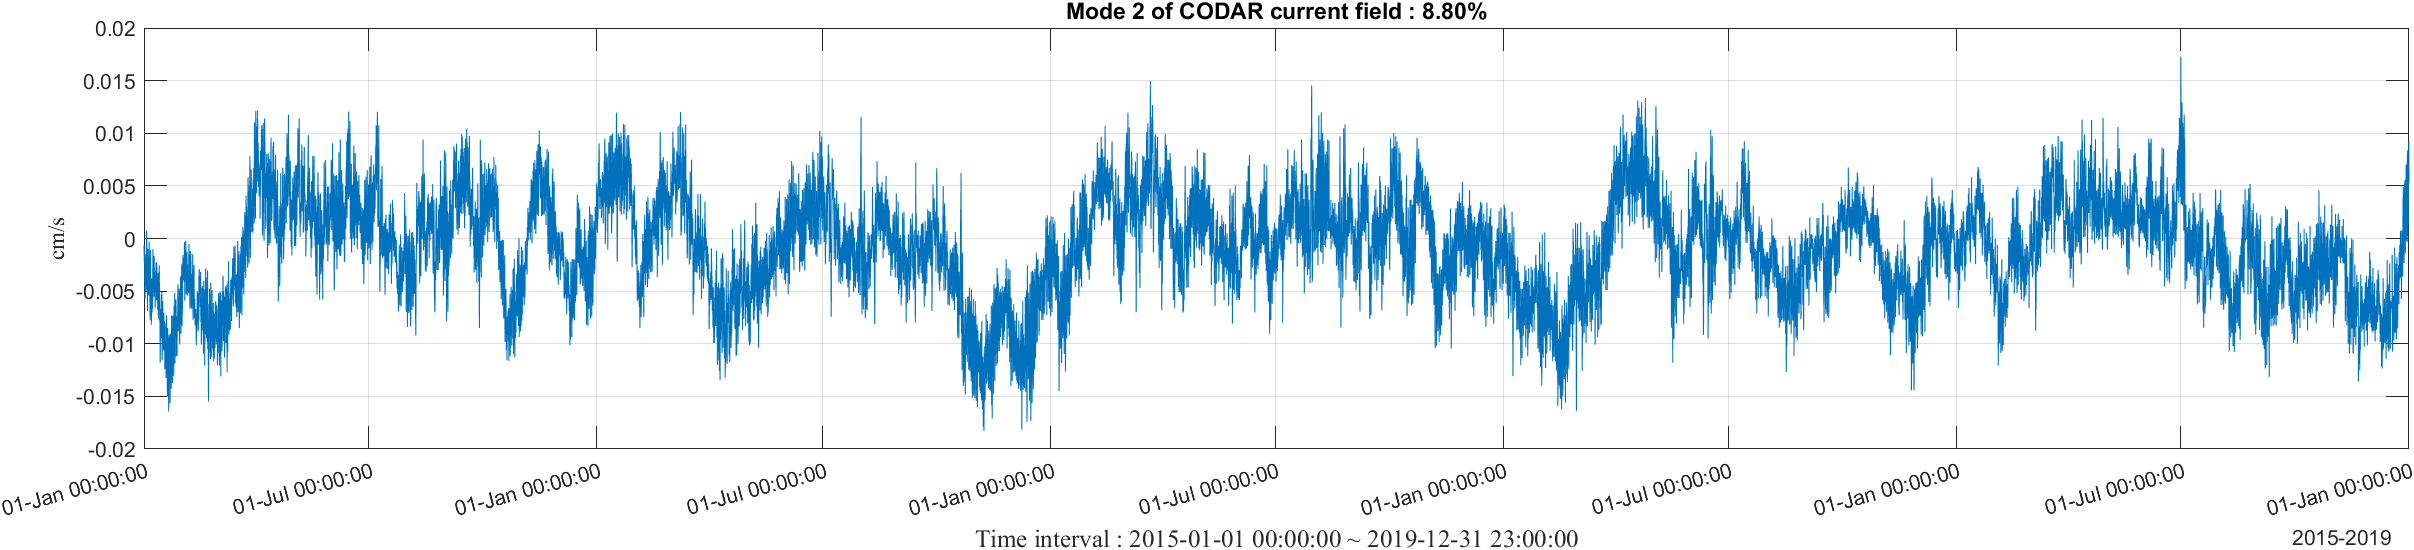 Mode 2 of CODAR current field : 8.80%
cm/s
0.02
0.015
0.01
0.005
0
-0.005
-0.01
-0.015
-0.02
01-Jan 00:00:00
01-Jul 00:00:00
01-Jan 00:00:00
01-Jul 00:00:00
01-Jan 00:00:00
01-Jul 00:00:00
01-Jan 00:00:00
01-Jul 00:00:00
01-Jan 00:00:00
01-Jul 00:00:00
01-Jan 00:00:00
Time interval : 2015-01-01 00:00:00 ~ 2019-12-31 23:00:00
2015-2019